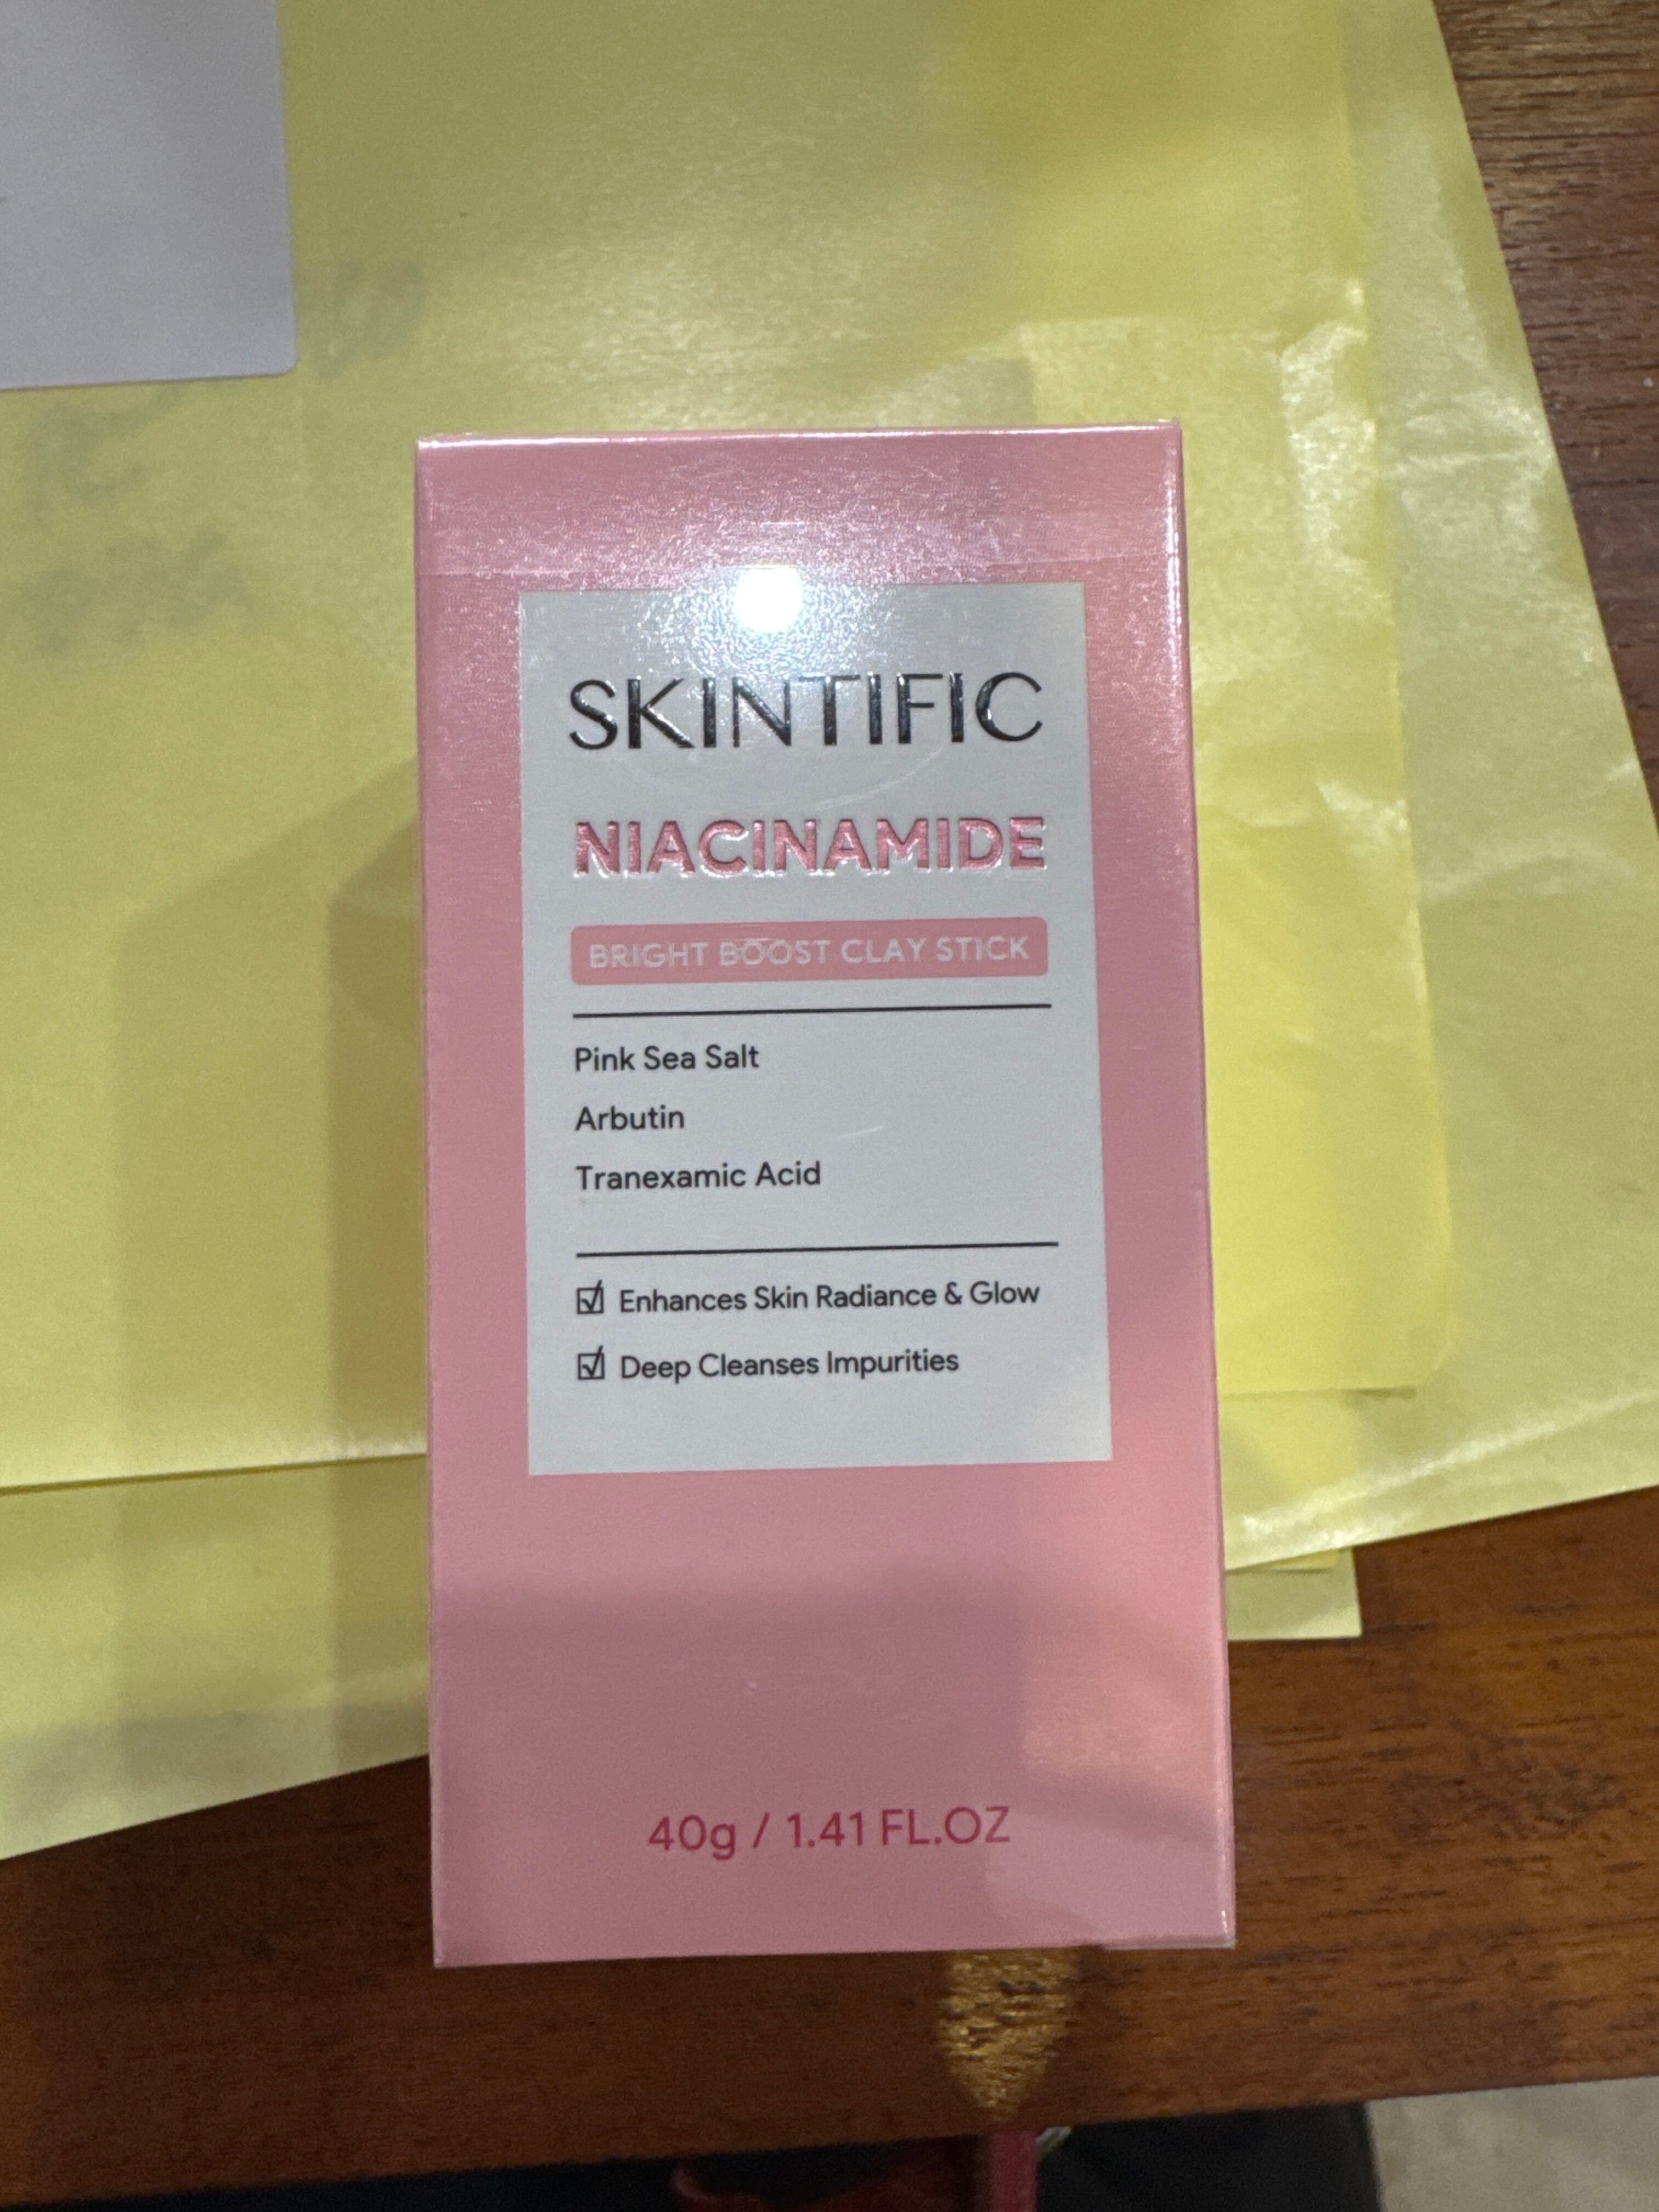 SKINTIFIC
NIACINAMIDE
BRIGHT BOOST CLAY STICK
Pink Sea Salt
Arbutin
Tranexamic Acid
Enhances Skin Radiance & Glow
Deep Cleanses Impurities
40g / 1.41 FL.OZ